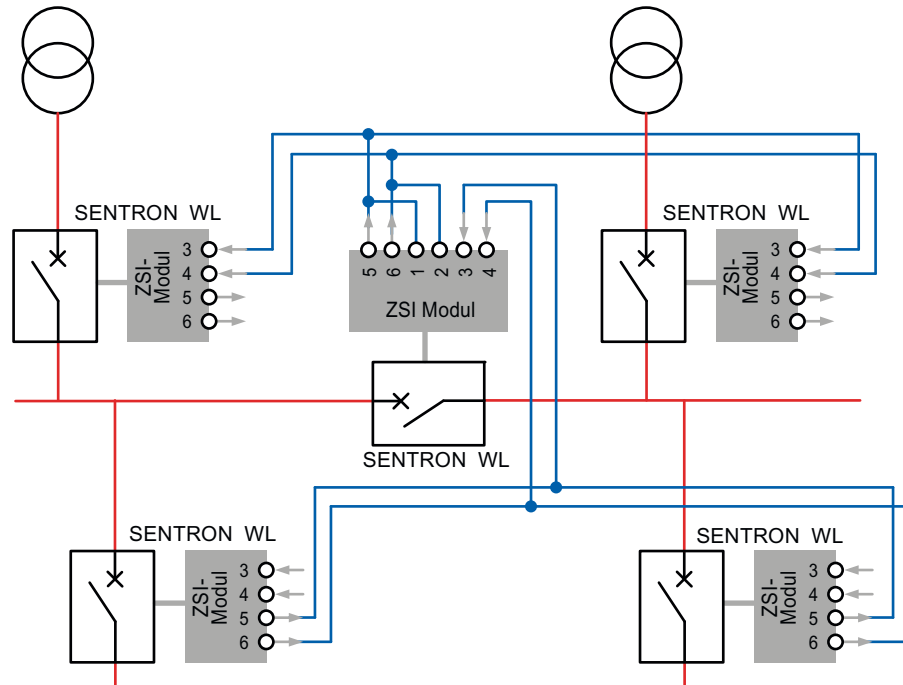 SENTRON WL
ZSI-
Modul
3
4
5
6
5 6 1 2 3 4
ZSI Modul
SENTRON WL
SENTRON WL
ZSI-
Modul
3
4
5
6
SENTRON WL
ZSI-
Modul
3
4
5
6
SENTRON WL
ZSI-
Modul
3
4
5
6